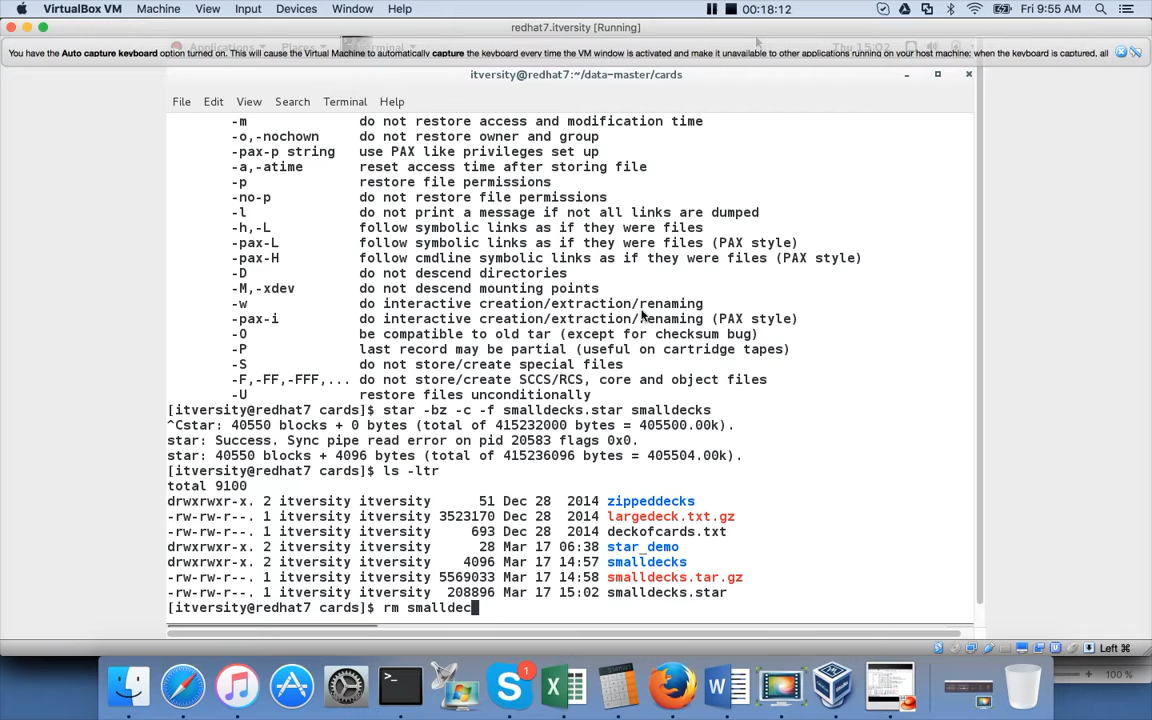 VirtualBox VM Machine View Input Devices Window Help 00:18:12 Fri 9:55 AM
redhat7.itversity [Running]
Applications Places Terminal Thu 15:02
You have the Auto capture keyboard option turned on. This will cause the Virtual Machine to automatically capture the keyboard every time the VM window is activated and make it unavailable to other applications running on your host machine: when the keyboard is captured, all
itversity@redhat7:~/data-master/cards
File Edit View Search Terminal Help
-m do not restore access and modification time
-o,-nochown do not restore owner and group
-pax-p string use PAX like privileges set up
-a,-atime reset access time after storing file
-p restore file permissions
-no-p do not restore file permissions
-l do not print a message if not all links are dumped
-h,-L follow symbolic links as if they were files
-pax-L follow symbolic links as if they were files (PAX style)
-pax-H follow cmdline symbolic links as if they were files (PAX style)
-D do not descend directories
-M,-xdev do not descend mounting points
-w do interactive creation/extraction/renaming
-pax-i do interactive creation/extraction/renaming (PAX style)
-O be compatible to old tar (except for checksum bug)
-P last record may be partial (useful on cartridge tapes)
-S do not store/create special files
-F,-FF,-FFF,... do not store/create SCCS/RCS, core and object files
-U restore files unconditionally
[itversity@redhat7 cards]$ star -bz -c -f smalldecks.star smalldecks
^Cstar: 40550 blocks + 0 bytes (total of 415232000 bytes = 405500.00k).
star: Success. Sync pipe read error on pid 20583 flags 0x0.
star: 40550 blocks + 4096 bytes (total of 415236096 bytes = 405504.00k).
[itversity@redhat7 cards]$ ls -ltr
total 9100
drwxrwxr-x. 2 itversity itversity 51 Dec 28 2014 zippeddecks
-rw-rw-r--. 1 itversity itversity 3523170 Dec 28 2014 largedeck.txt.gz
-rw-rw-r--. 1 itversity itversity 693 Dec 28 2014 deckofcards.txt
drwxrwxr-x. 2 itversity itversity 28 Mar 17 06:38 star_demo
drwxrwxr-x. 2 itversity itversity 4096 Mar 17 14:57 smalldecks
-rw-rw-r--. 1 itversity itversity 5569033 Mar 17 14:58 smalldecks.tar.gz
-rw-rw-r--. 1 itversity itversity 208896 Mar 17 15:02 smalldecks.star
[itversity@redhat7 cards]$ rm smalldec
Left ⌘
100 %
1